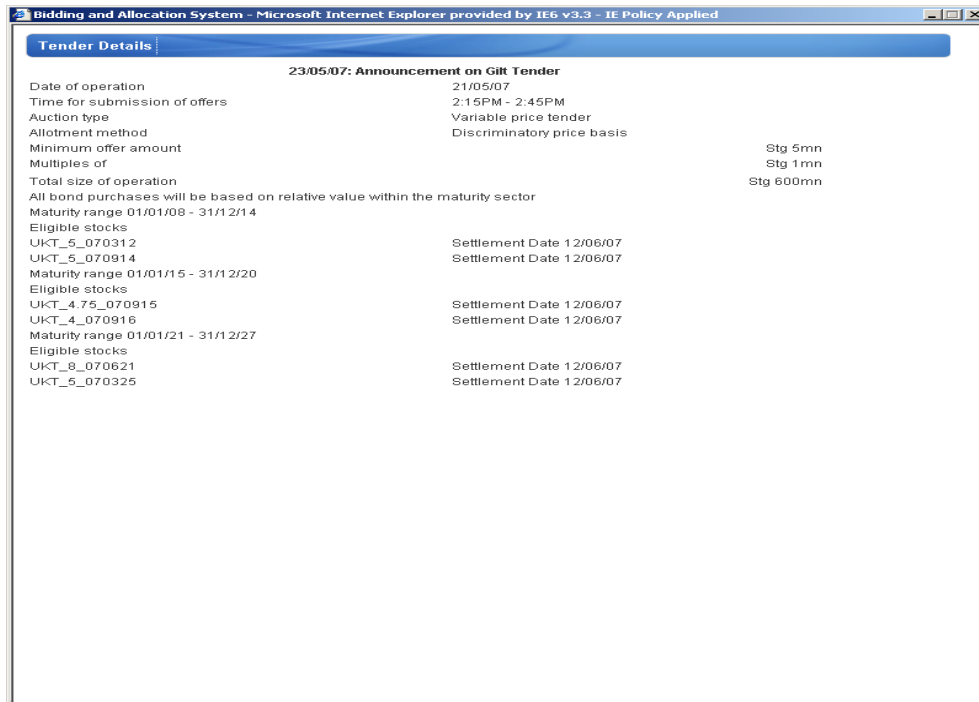 Bidding and Allocation System - Microsoft Internet Explorer provided by IE6 v3.3 - IE Policy Applied
Tender Details
23/05/07: Announcement on Gilt Tender
Date of operation 21/05/07
Time for submission of offers 2:15PM - 2:45PM
Auction type Variable price tender
Allotment method Discriminatory price basis
Minimum offer amount Stg 5mn
Multiples of Stg 1mn
Total size of operation Stg 600mn
All bond purchases will be based on relative value within the maturity sector
Maturity range 01/01/08 - 31/12/14
Eligible stocks
UKT_5_070312 Settlement Date 12/06/07
UKT_5_070914 Settlement Date 12/06/07
Maturity range 01/01/15 - 31/12/20
Eligible stocks
UKT_4.75_070915 Settlement Date 12/06/07
UKT_4_070916 Settlement Date 12/06/07
Maturity range 01/01/21 - 31/12/27
Eligible stocks
UKT_8_070621 Settlement Date 12/06/07
UKT_5_070325 Settlement Date 12/06/07